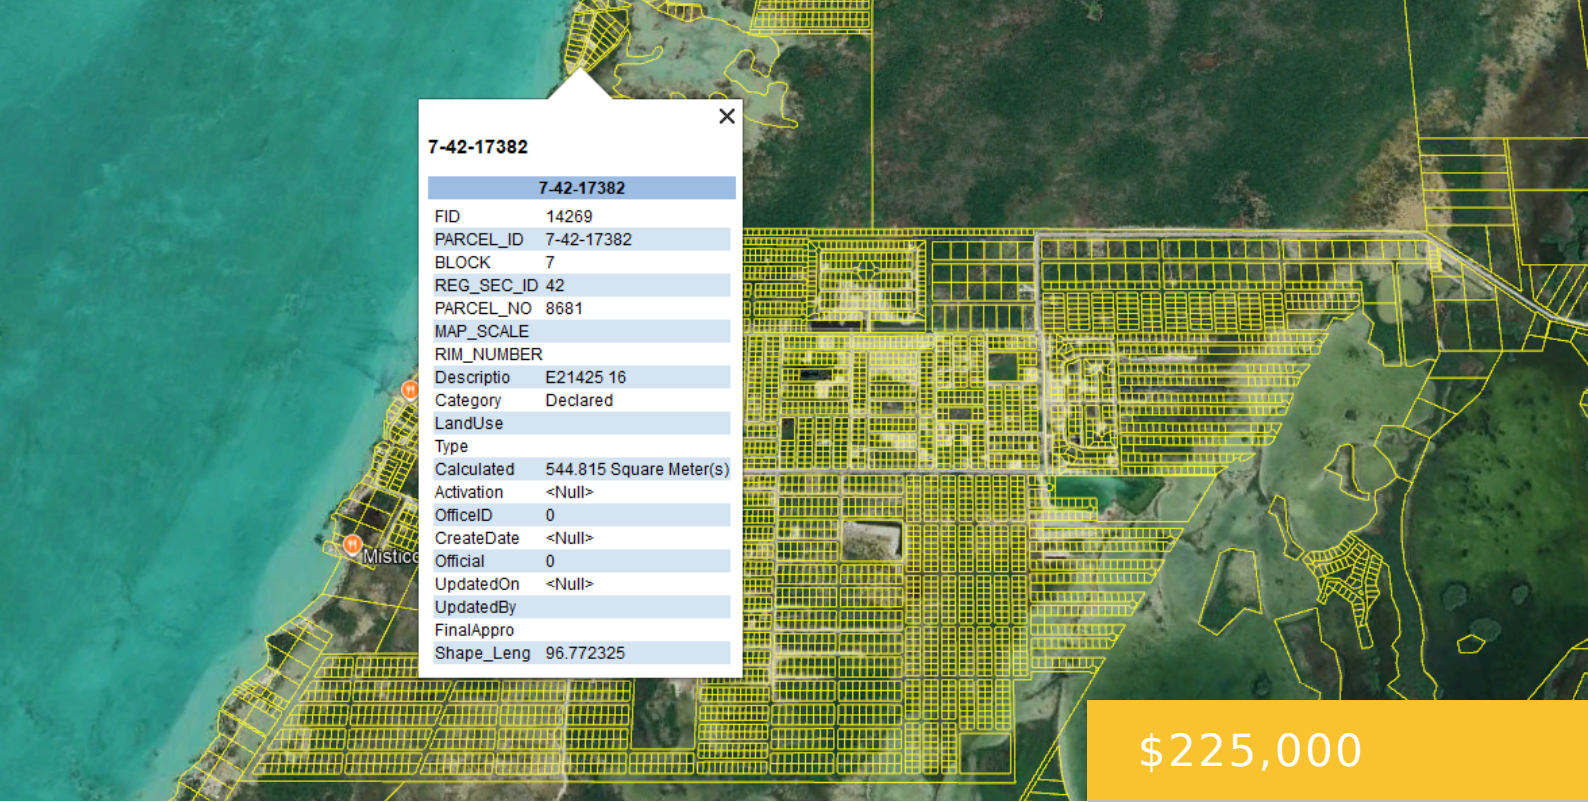 7-42-17382
7-42-17382
FID 14269
PARCEL_ID 7-42-17382
BLOCK 7
REG_SEC_ID 42
PARCEL_NO 8681
MAP_SCALE
RIM_NUMBER
Descriptio E21425 16
Category Declared
LandUse
Type
Calculated 544.815 Square Meter(s)
Activation <Null>
OfficeID 0
CreateDate <Null>
Official 0
UpdatedOn <Null>
UpdatedBy
FinalAppro
Shape_Leng 96.772325
Mistico
$225,000